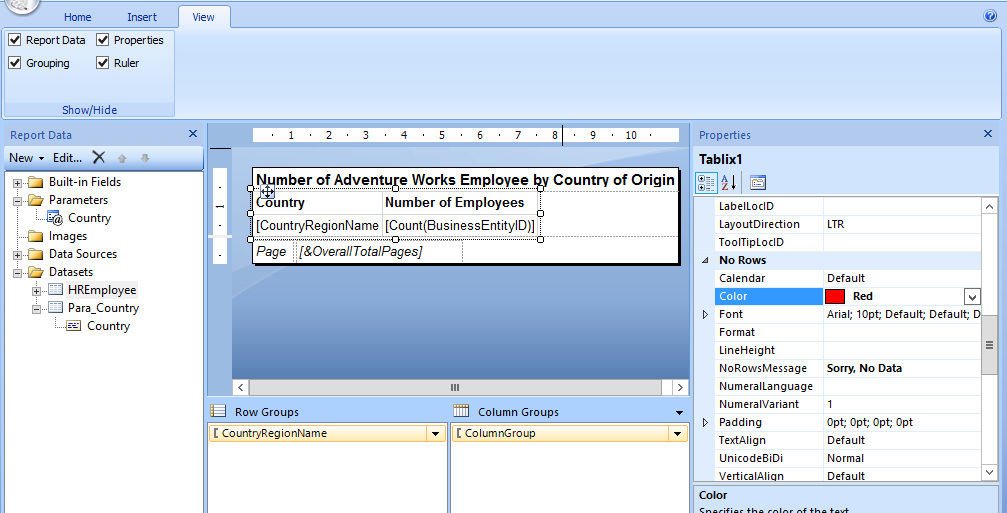 Home Insert View
Report Data Properties
Grouping Ruler
Show/Hide
Report Data
New Edit...
Built-in Fields
Parameters
Country
Images
Data Sources
Datasets
HREmployee
Para_Country
Country
1 2 3 4 5 6 7 8 9 10
1
Number of Adventure Works Employee by Country of Origin
Country Number of Employees
[CountryRegionName [Count(BusinessEntityID)]
Page [&OverallTotalPages]
Row Groups Column Groups
[ CountryRegionName [ ColumnGroup
Properties
Tablix1
LabelLocID
LayoutDirection LTR
ToolTipLocID
No Rows
Calendar Default
Color Red
Font Arial; 10pt; Default; Default; D
Format
LineHeight
NoRowsMessage Sorry, No Data
NumeralLanguage
NumeralVariant 1
Padding 0pt; 0pt; 0pt; 0pt
TextAlign Default
UnicodeBiDi Normal
VerticalAlign Default
Color
Specifies the color of the text.